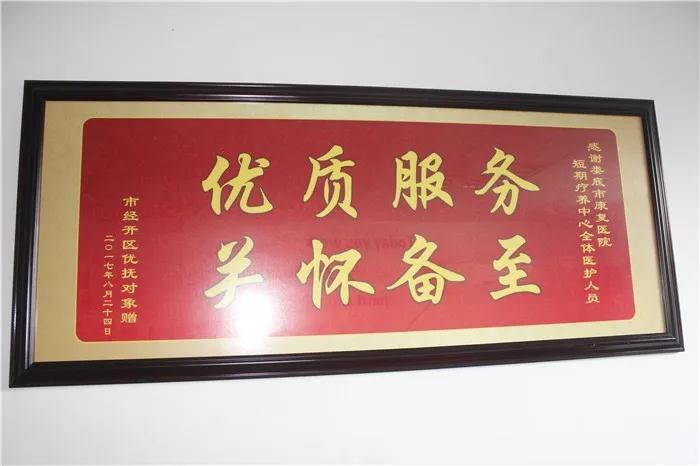 感谢娄底市康复医院
短期疗养中心全体医护人员
优质服务
关怀备至
市经开区优抚对象赠
二〇一七年八月二十四日